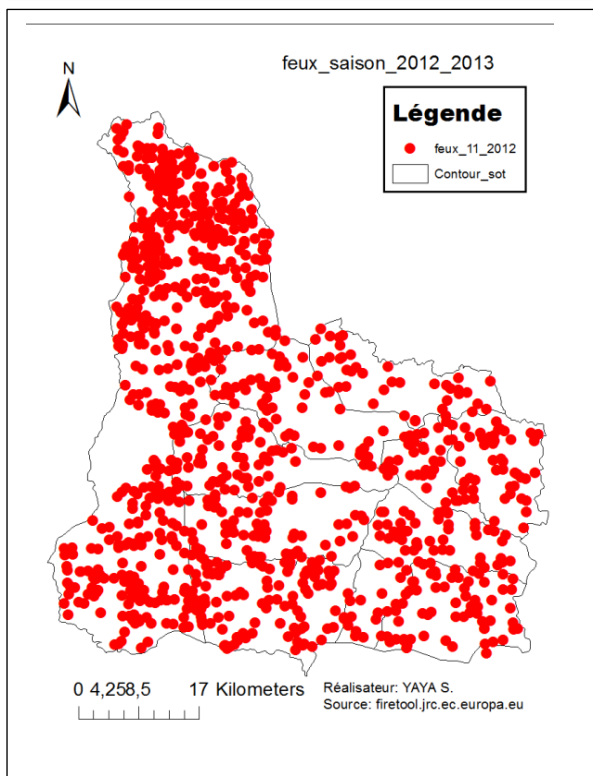 feux_saison_2012_2013
N
Légende
feux_11_2012
Contour_sot
0 4,258,5 17 Kilometers
Réalisateur: YAYA S.
Source: firetool.jrc.ec.europa.eu